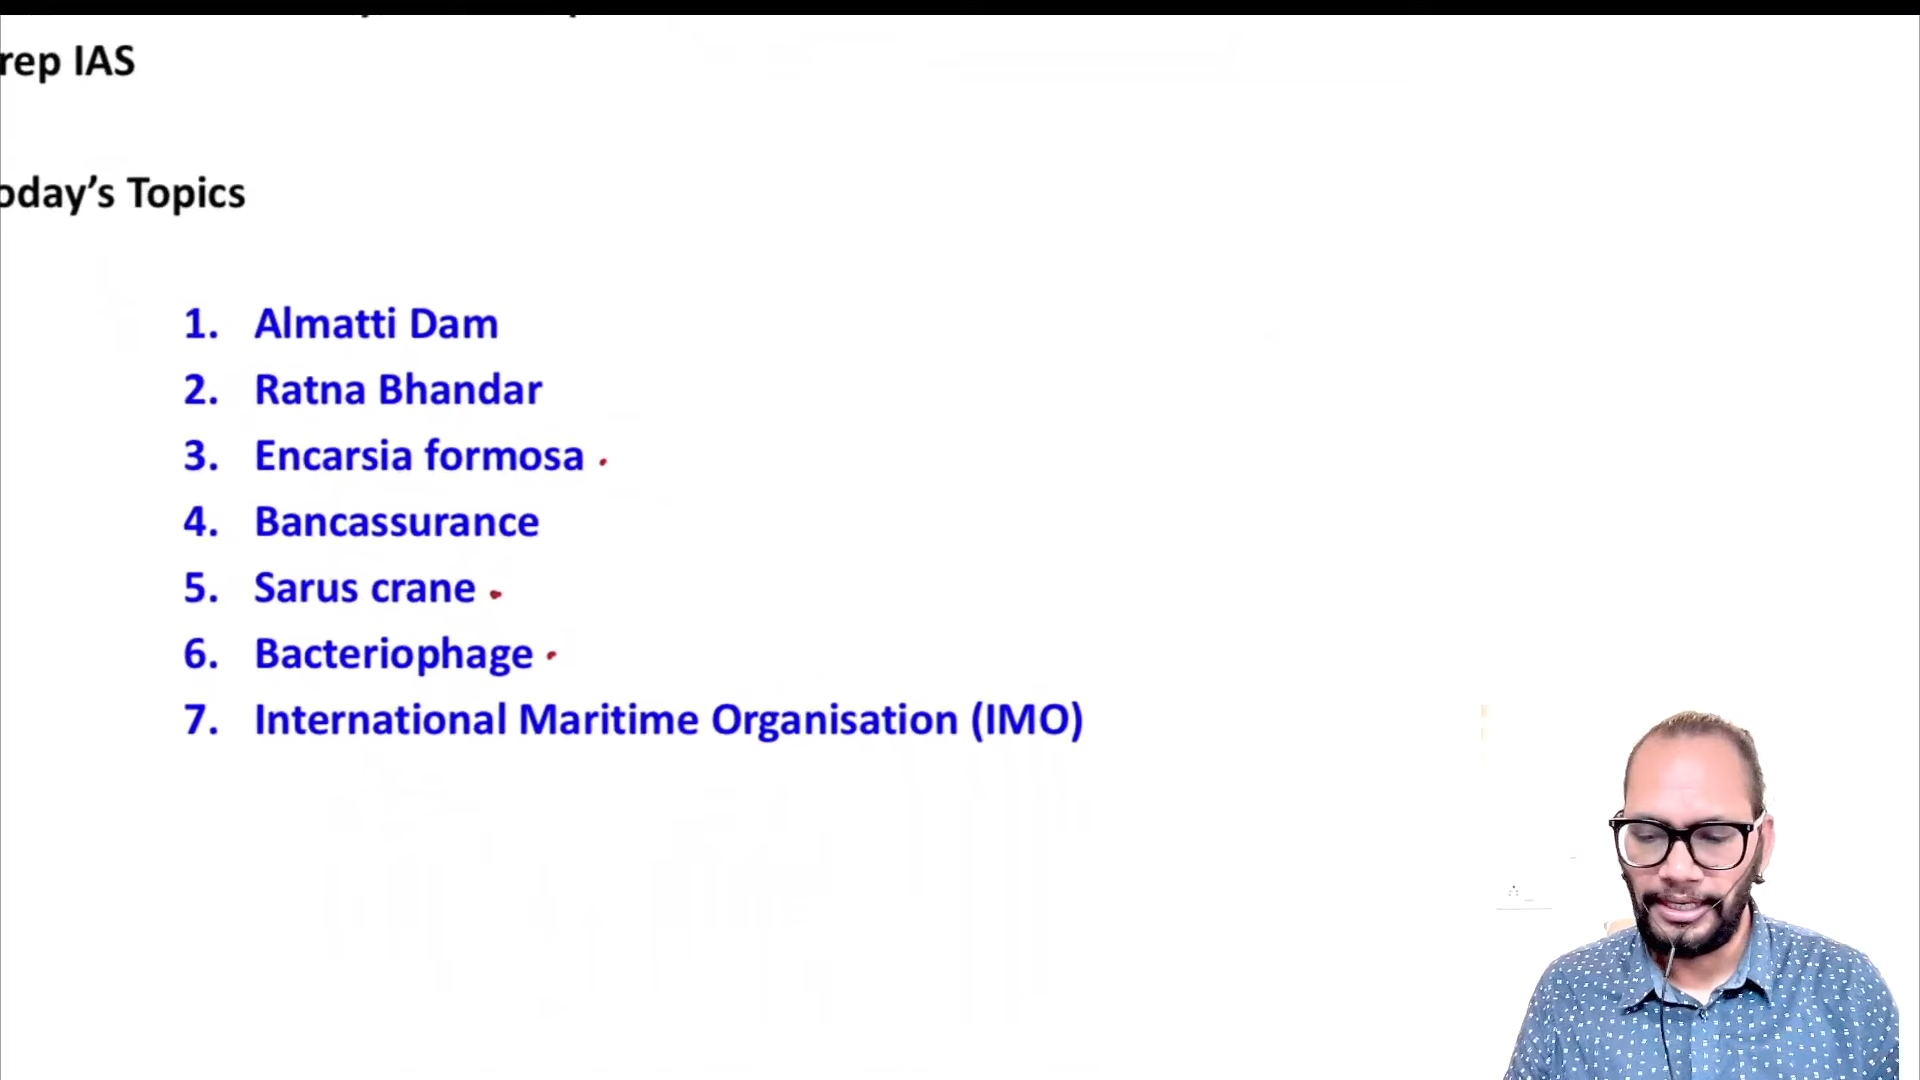 rep IAS
oday’s Topics
1. Almatti Dam
2. Ratna Bhandar
3. Encarsia formosa
4. Bancassurance
5. Sarus crane
6. Bacteriophage
7. International Maritime Organisation (IMO)